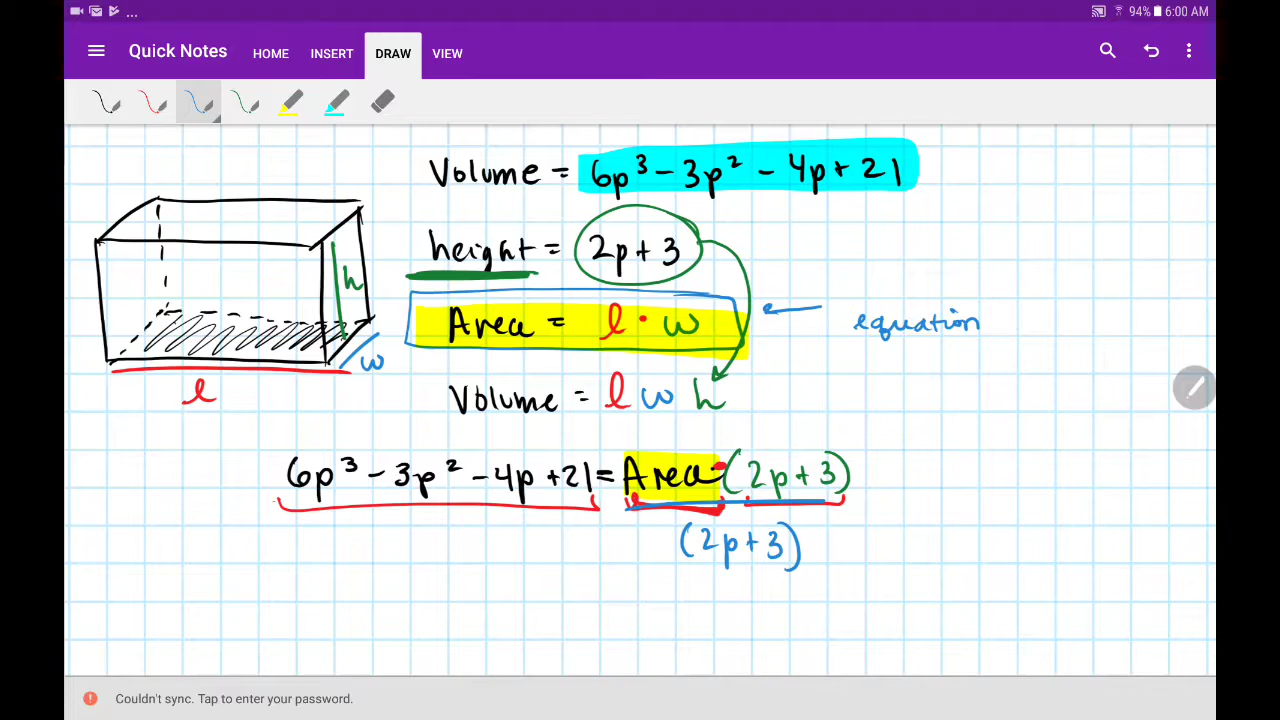 ... 94% 6:00 AM
Quick Notes HOME INSERT DRAW VIEW
Volume = 6p³ - 3p² - 4p + 21
height = 2p + 3
h
Area = l · w
equation
w
l
Volume = l w h
6p³ - 3p² - 4p + 21 = Area · (2p + 3)
(2p + 3)
Couldn't sync. Tap to enter your password.